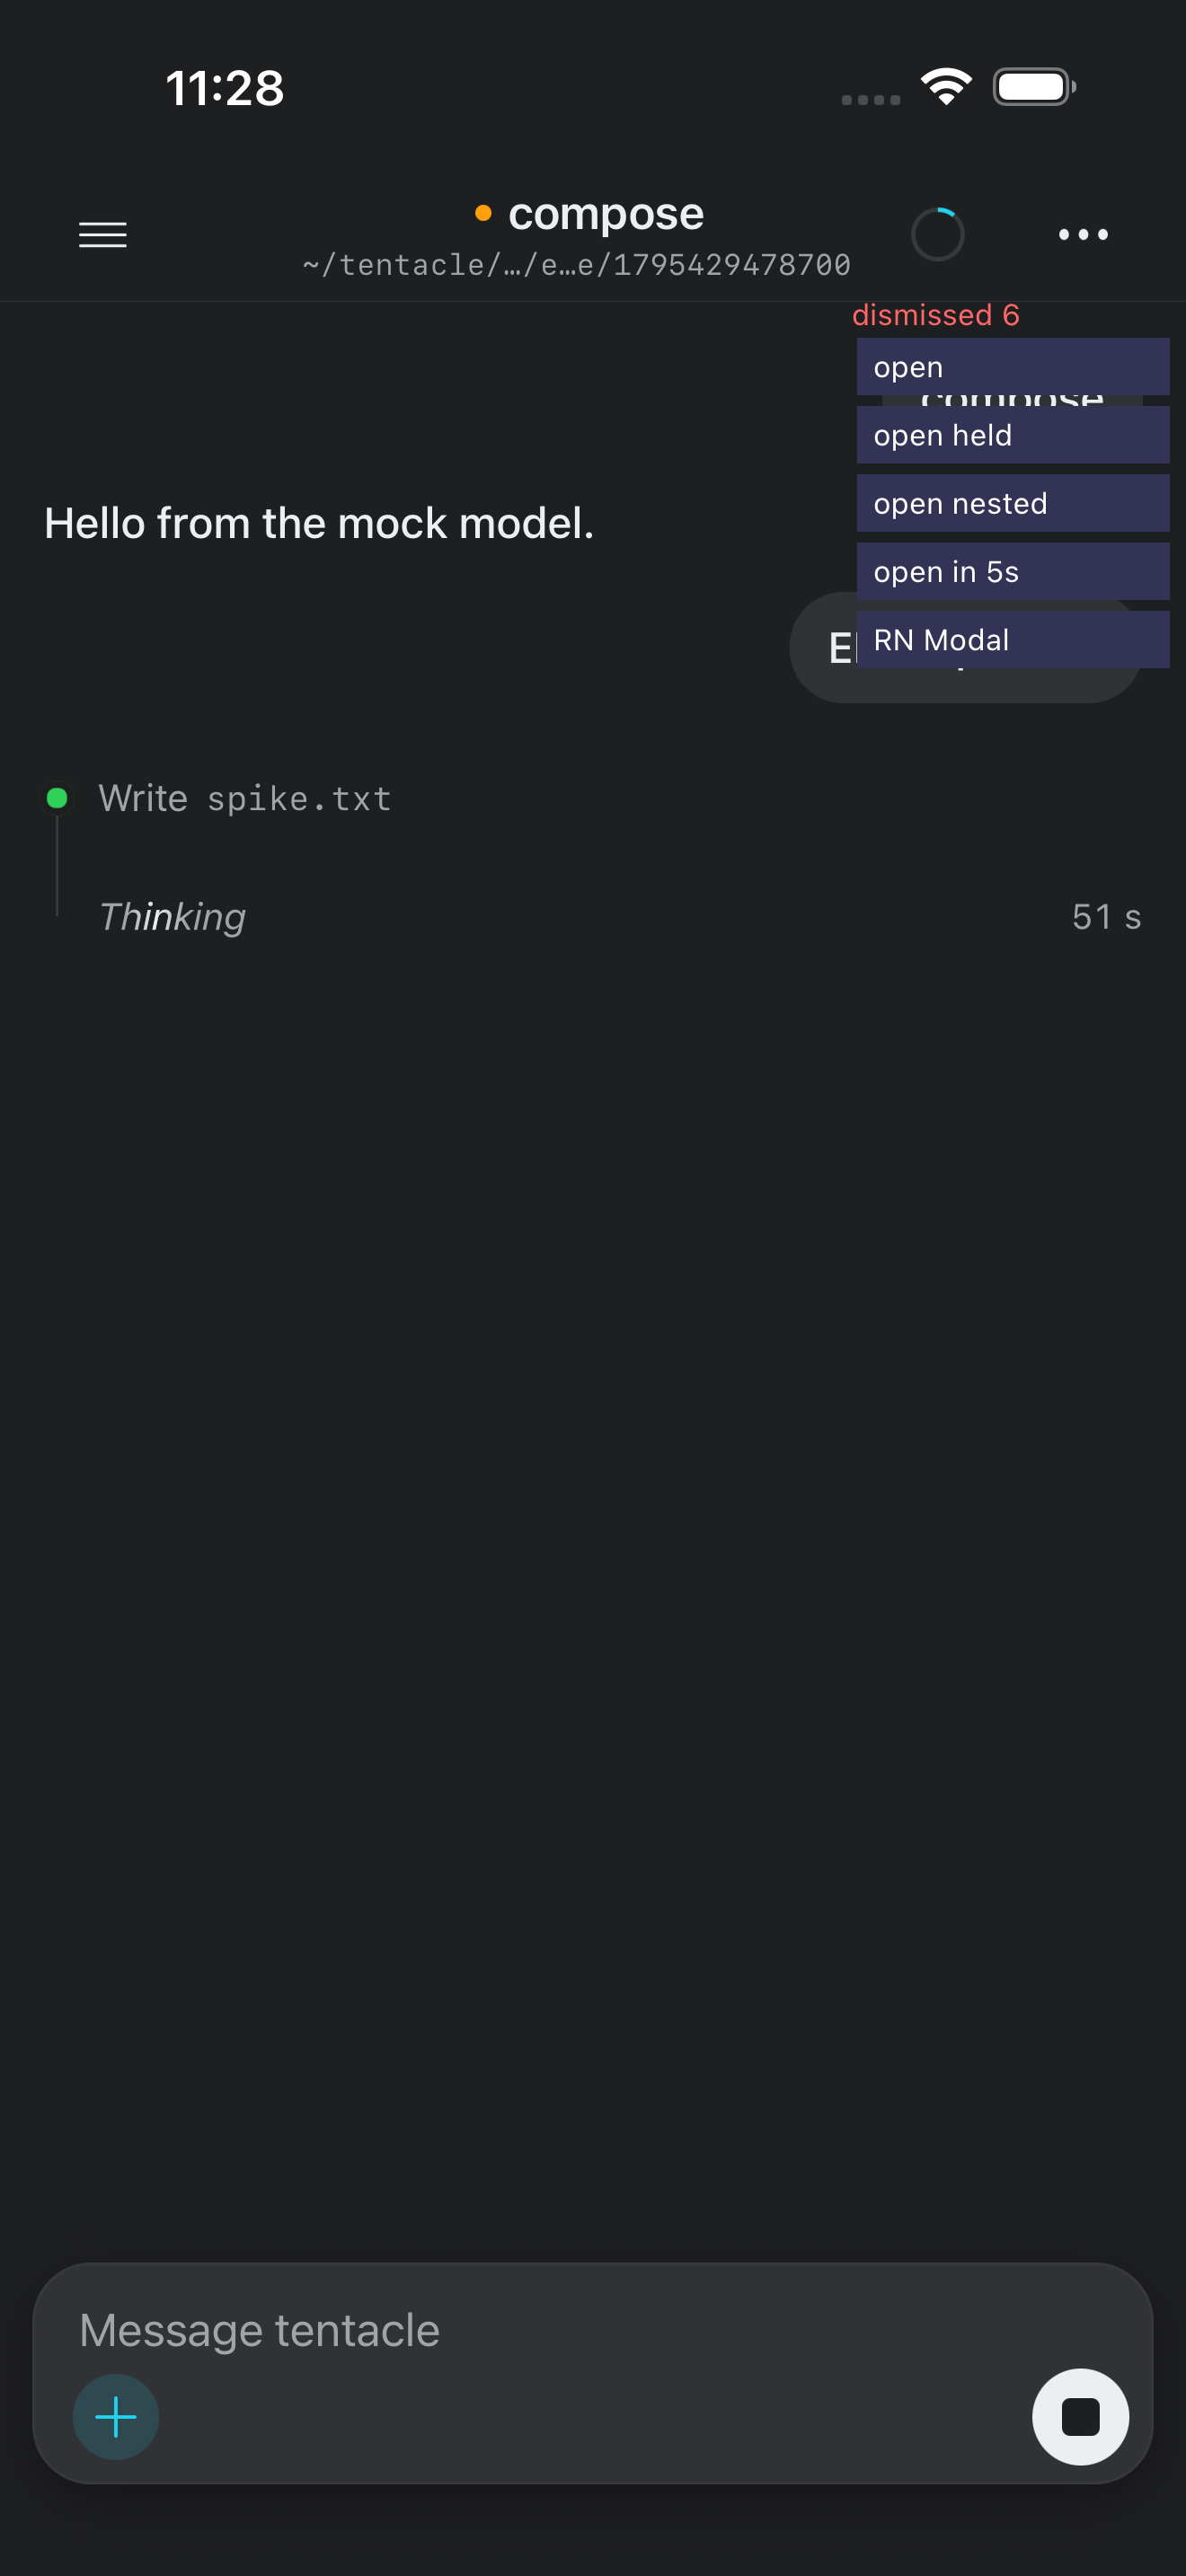 11:28
compose
~/tentacle/…/e…e/1795429478700
dismissed 6
open
compose
open held
Hello from the mock model.
open nested
open in 5s
RN Modal
Write spike.txt
Thinking
51 s
Message tentacle